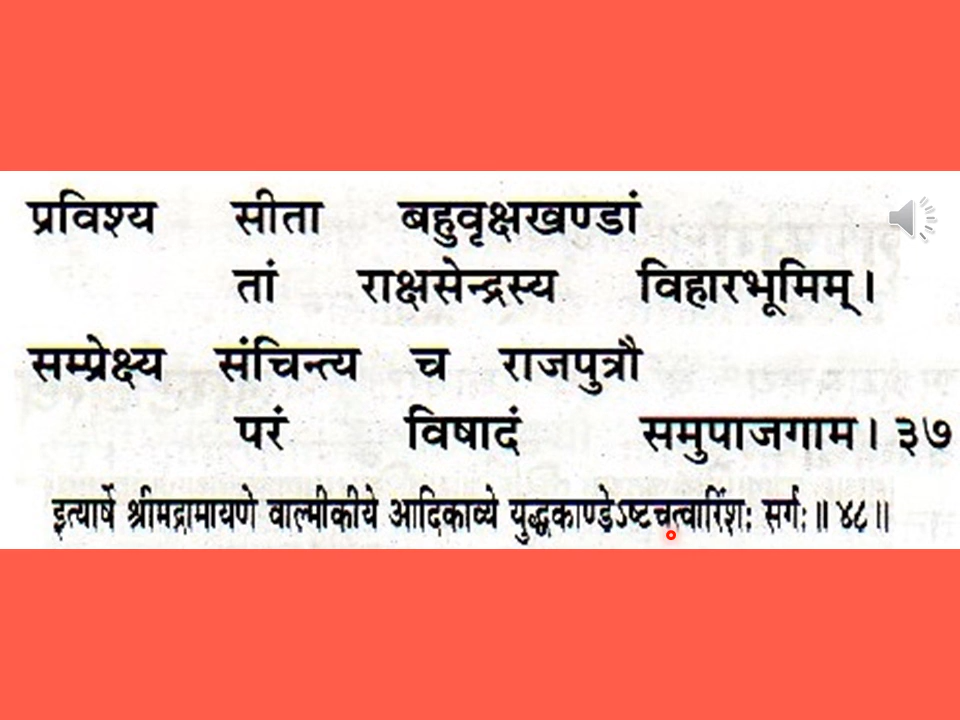 प्रविश्य सीता बहुवृक्षखण्डां
तां राक्षसेन्द्रस्य विहारभूमिम्।
सम्प्रेक्ष्य संचिन्त्य च राजपुत्रौ
परं विषादं समुपाजगाम। ३७
इत्यार्षे श्रीमद्रामायणे वाल्मीकीये आदिकाव्ये युद्धकाण्डेऽष्टचत्वारिंशः सर्गः॥ ४८॥